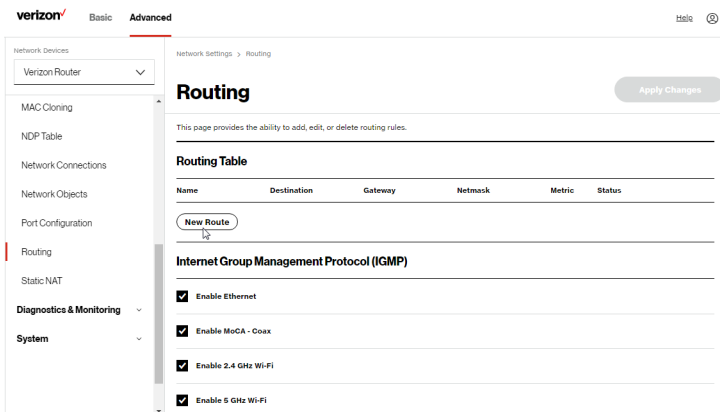 verizon✓ Basic Advanced Help
Network Devices
Verizon Router
MAC Cloning
NDP Table
Network Connections
Network Objects
Port Configuration
Routing
Static NAT
Diagnostics & Monitoring
System
Network Settings > Routing
Routing
Apply Changes
This page provides the ability to add, edit, or delete routing rules.
Routing Table
Name Destination Gateway Netmask Metric Status
New Route
Internet Group Management Protocol (IGMP)
Enable Ethernet
Enable MoCA - Coax
Enable 2.4 GHz Wi-Fi
Enable 5 GHz Wi-Fi